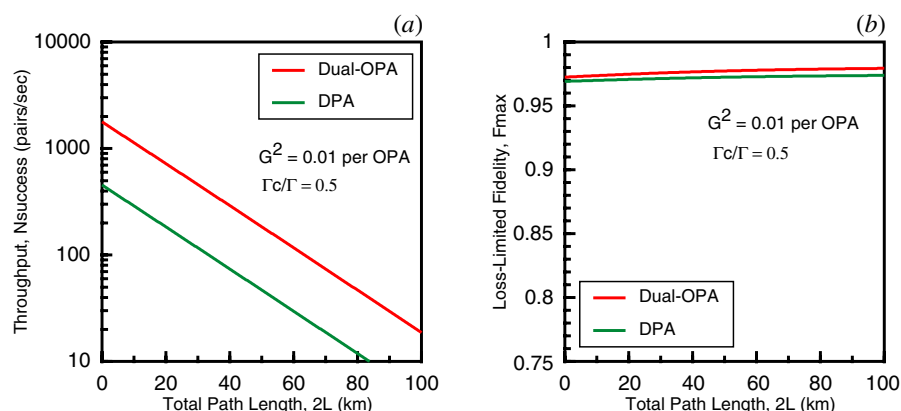 (a)
10000
1000
100
10
Throughput, Nsuccess (pairs/sec)
Dual-OPA
DPA
G² = 0.01 per OPA
Γc/Γ = 0.5
0 20 40 60 80 100
Total Path Length, 2L (km)
(b)
1
0.95
0.9
0.85
0.8
0.75
Loss-Limited Fidelity, Fmax
G² = 0.01 per OPA
Γc/Γ = 0.5
Dual-OPA
DPA
0 20 40 60 80 100
Total Path Length, 2L (km)